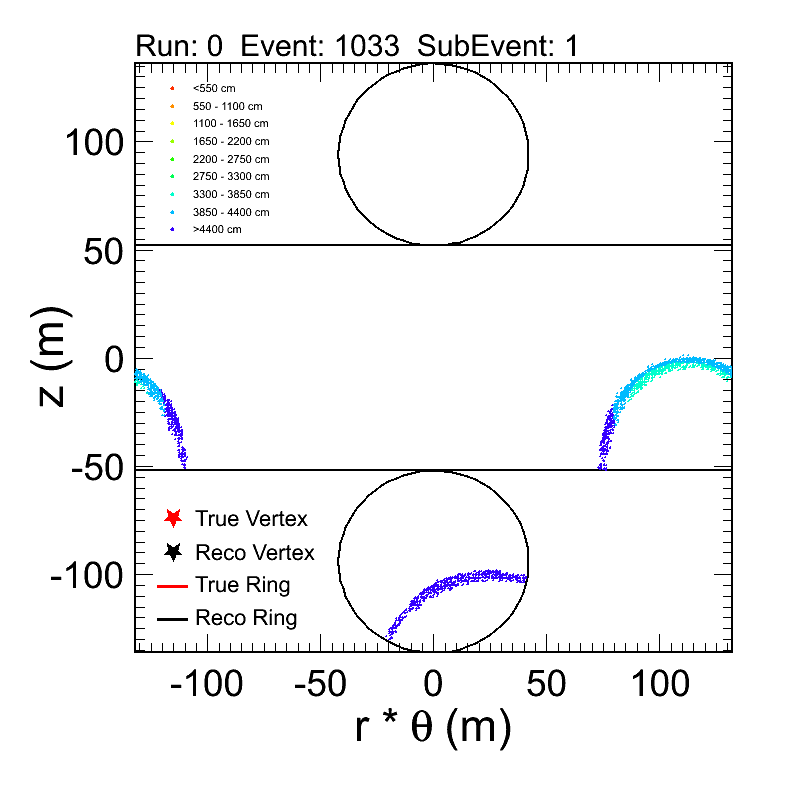 Run: 0  Event: 1033  SubEvent: 1
<550 cm
550 - 1100 cm
1100 - 1650 cm
1650 - 2200 cm
2200 - 2750 cm
2750 - 3300 cm
3300 - 3850 cm
3850 - 4400 cm
>4400 cm
100
50
0
-50
-100
z (m)
True Vertex
Reco Vertex
True Ring
Reco Ring
-100 -50 0 50 100
r * θ (m)